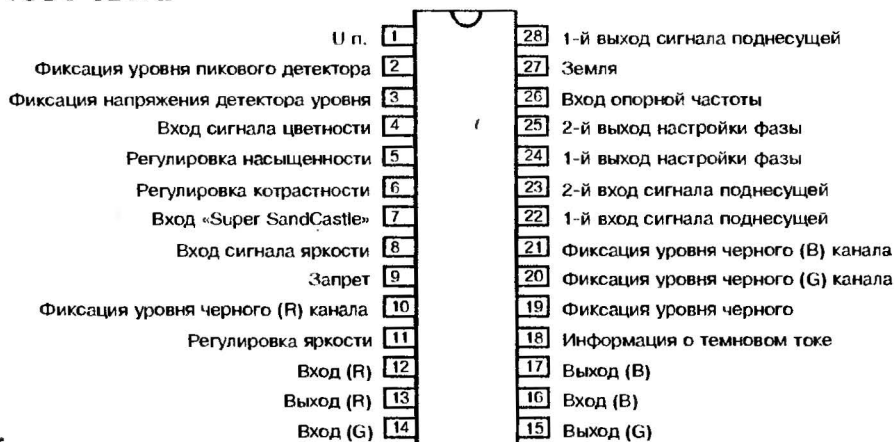 U п. 1 28 1-й выход сигнала поднесущей
Фиксация уровня пикового детектора 2 27 Земля
Фиксация напряжения детектора уровня 3 26 Вход опорной частоты
Вход сигнала цветности 4 25 2-й выход настройки фазы
Регулировка насыщенности 5 24 1-й выход настройки фазы
Регулировка котрастности 6 23 2-й вход сигнала поднесущей
Вход «Super SandCastle» 7 22 1-й вход сигнала поднесущей
Вход сигнала яркости 8 21 Фиксация уровня черного (B) канала
Запрет 9 20 Фиксация уровня черного (G) канала
Фиксация уровня черного (R) канала 10 19 Фиксация уровня черного
Регулировка яркости 11 18 Информация о темновом токе
Вход (R) 12 17 Выход (B)
Выход (R) 13 16 Вход (B)
Вход (G) 14 15 Выход (G)